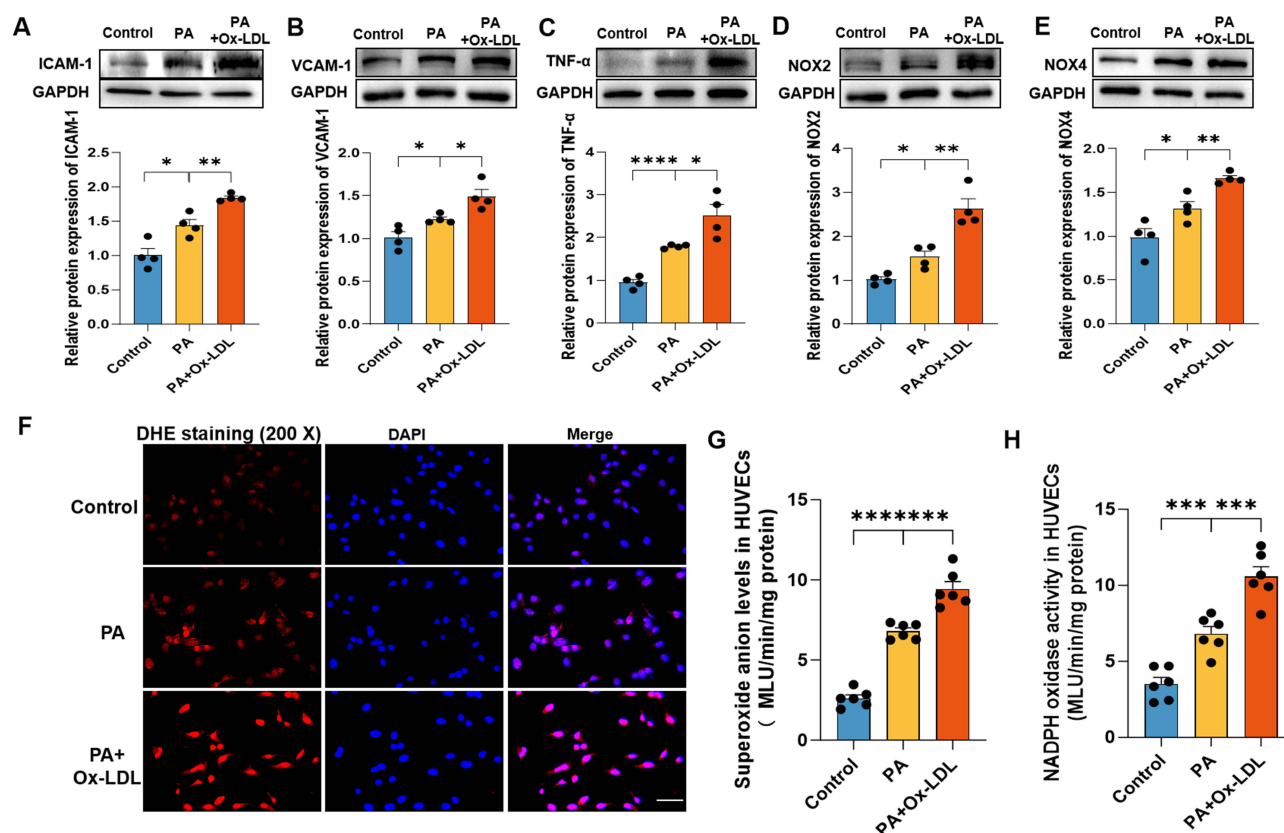 A
Control
PA
PA
+Ox-LDL
ICAM-1
GAPDH
Relative protein expression of ICAM-1
2.5
2.0
1.5
1.0
0.5
0.0
*
**
Control
PA
PA+Ox-LDL
B
Control
PA
PA
+Ox-LDL
VCAM-1
GAPDH
Relative protein expression of VCAM-1
2.0
1.5
1.0
0.5
0.0
*
*
Control
PA
PA+Ox-LDL
C
Control
PA
PA
+Ox-LDL
TNF-α
GAPDH
Relative protein expression of TNF-α
4
3
2
1
0
****
*
Control
PA
PA+Ox-LDL
D
Control
PA
PA
+Ox-LDL
NOX2
GAPDH
Relative protein expression of NOX2
4
3
2
1
0
*
**
Control
PA
PA+Ox-LDL
E
Control
PA
PA
+Ox-LDL
NOX4
GAPDH
Relative protein expression of NOX4
2.0
1.5
1.0
0.5
0.0
*
**
Control
PA
PA+Ox-LDL
F
DHE staining (200 X)
DAPI
Merge
Control
PA
PA+
Ox-LDL
G
Superoxide anion levels in HUVECs
( MLU/min/mg protein)
15
10
5
0
*******
Control
PA
PA+Ox-LDL
H
NADPH oxidase activity in HUVECs
(MLU/min/mg protein)
15
10
5
0
***
***
Control
PA
PA+Ox-LDL